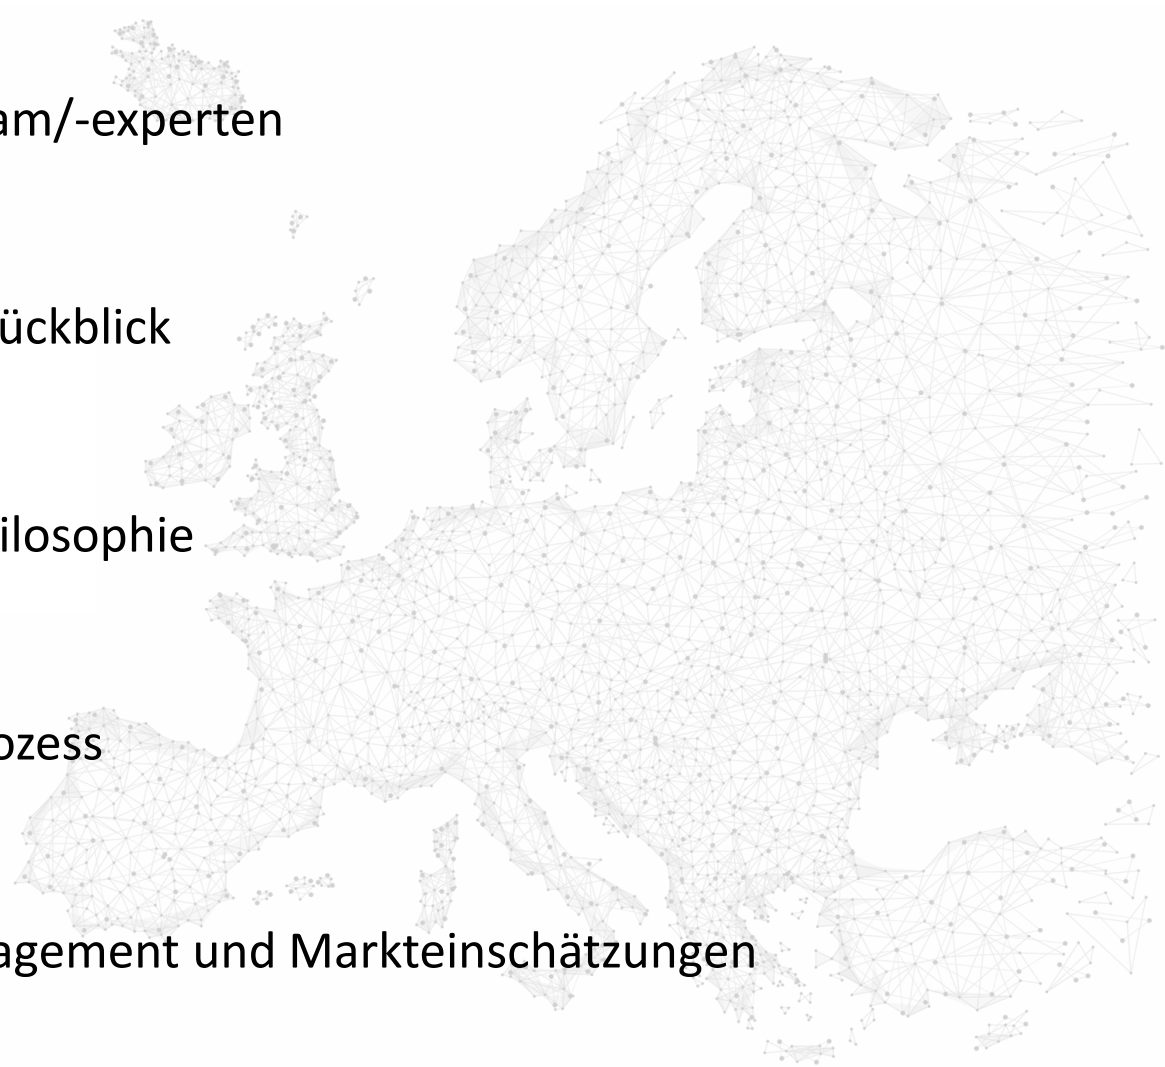 am/-experten
ückblick
ilosophie
ozess
agement und Markteinschätzungen